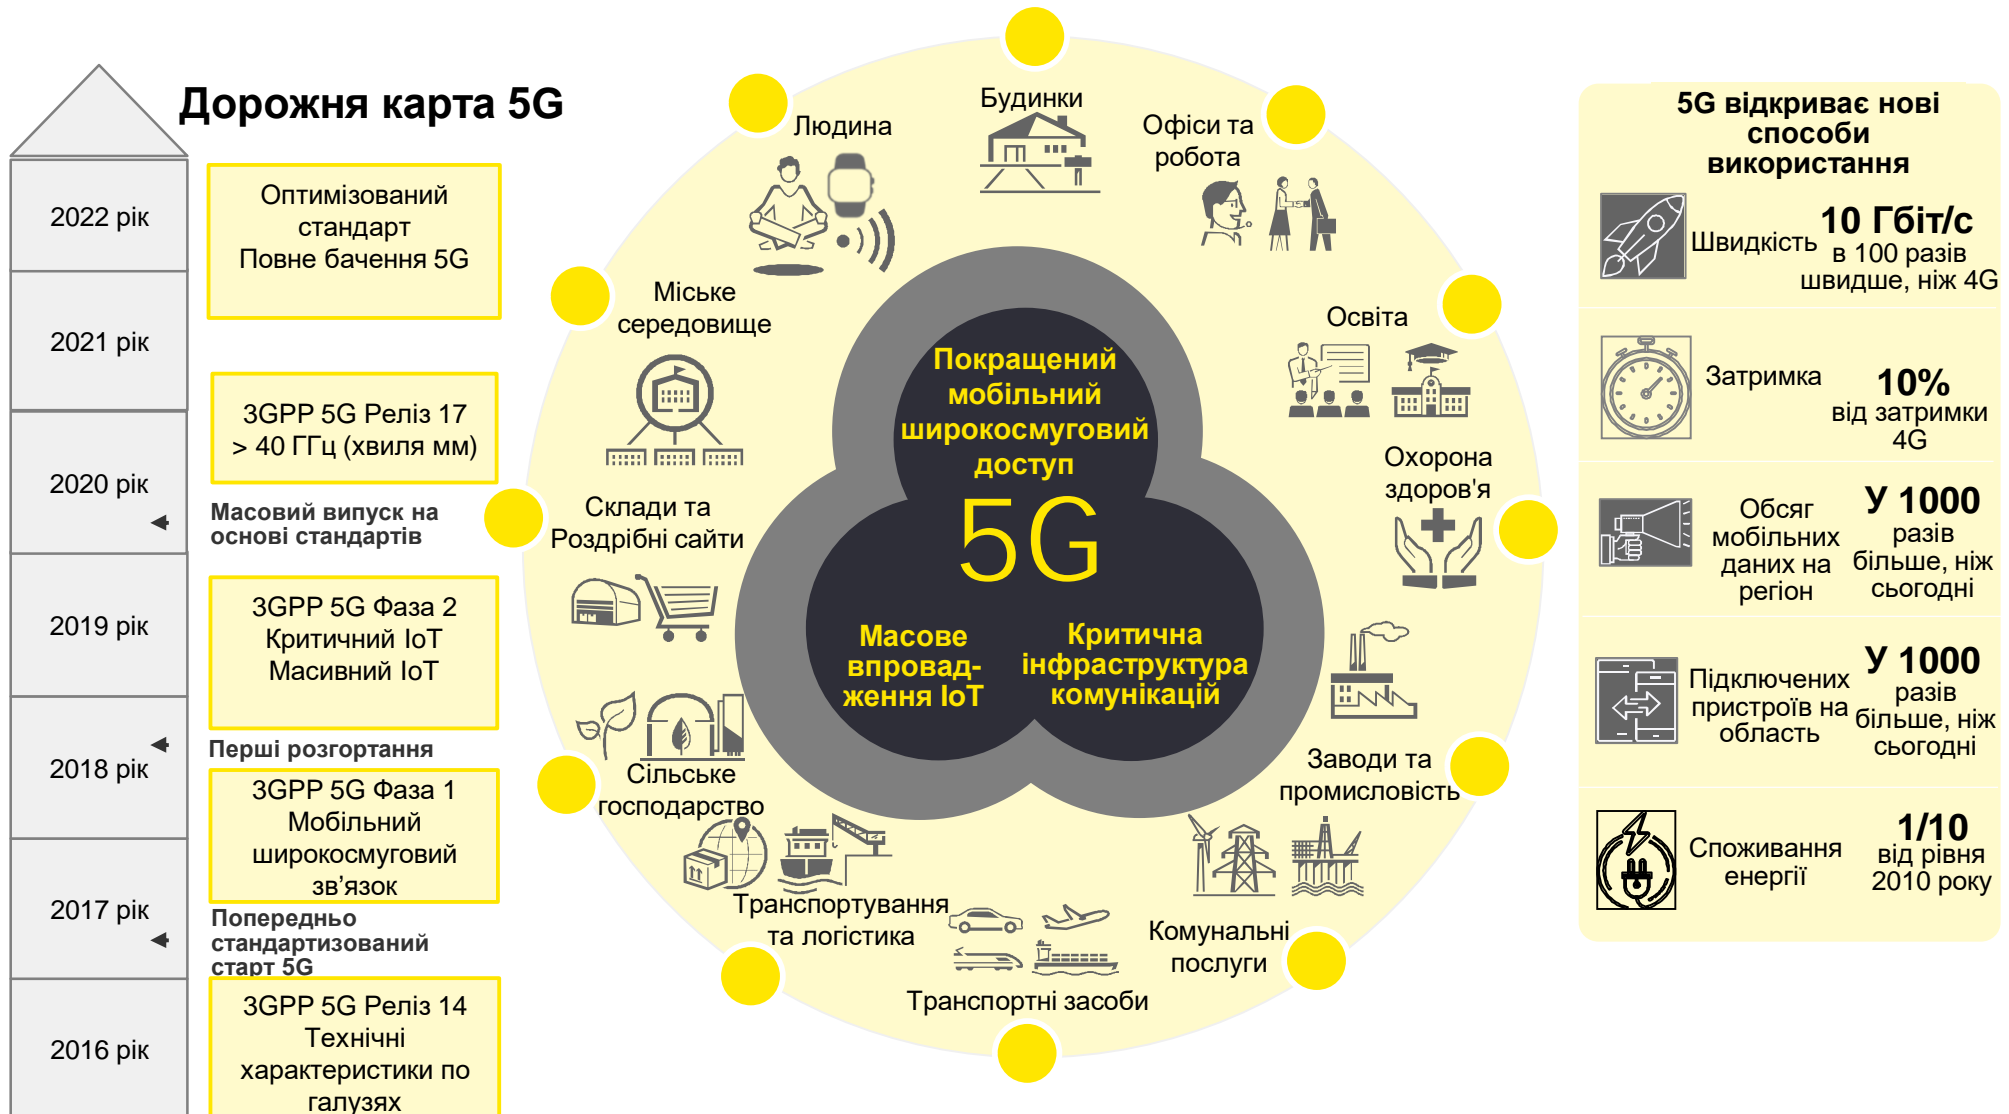 Дорожня карта 5G
2022 рік
2021 рік
2020 рік
2019 рік
2018 рік
2017 рік
2016 рік
Оптимізований
стандарт
Повне бачення 5G
3GPP 5G Реліз 17
> 40 ГГц (хвиля мм)
Масовий випуск на
основі стандартів
3GPP 5G Фаза 2
Критичний IoT
Масивний IoT
Перші розгортання
3GPP 5G Фаза 1
Мобільний
широкосмуговий
зв'язок
Попередньо
стандартизований
старт 5G
3GPP 5G Реліз 14
Технічні
характеристики по
галузях
Будинки
Людина
Офіси та
робота
Міське
середовище
Освіта
Охорона
здоров'я
Склади та
Роздрібні сайти
Сільське
господарство
Заводи та
промисловість
Транспортування
та логістика
Комунальні
послуги
Транспортні засоби
Покращений
мобільний
широкосмуговий
доступ
5G
Масове
впровад-
ження IoT
Критична
інфраструктура
комунікацій
5G відкриває нові
способи
використання
Швидкість
10 Гбіт/с
в 100 разів
швидше, ніж 4G
Затримка
10%
від затримки
4G
Обсяг
мобільних
даних на
регіон
У 1000
разів
більше, ніж
сьогодні
Підключених
пристроїв на
область
У 1000
разів
більше, ніж
сьогодні
Споживання
енергії
1/10
від рівня
2010 року